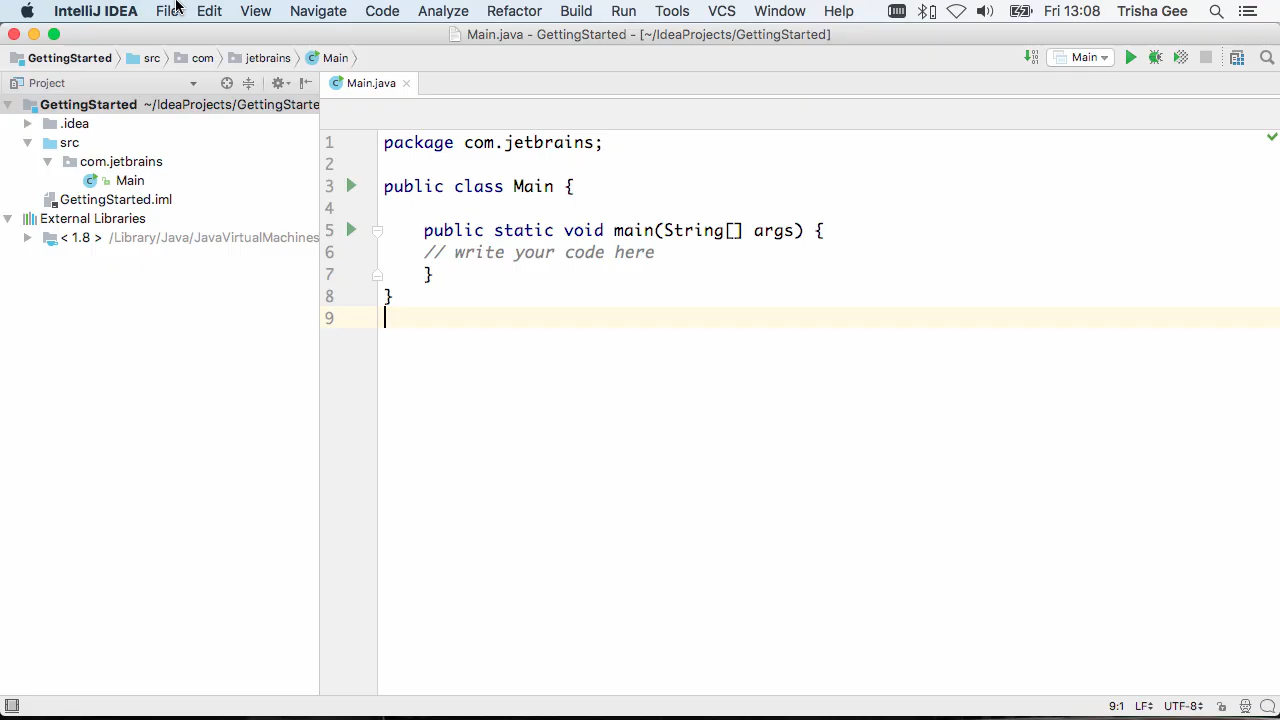 IntelliJ IDEA File Edit View Navigate Code Analyze Refactor Build Run Tools VCS Window Help Fri 13:08 Trisha Gee
Main.java - GettingStarted - [~/IdeaProjects/GettingStarted]
GettingStarted src com jetbrains Main Main
Project Main.java
GettingStarted ~/IdeaProjects/GettingStarte
.idea
src
com.jetbrains
Main
GettingStarted.iml
External Libraries
< 1.8 > /Library/Java/JavaVirtualMachines
1 package com.jetbrains;
2
3 public class Main {
4
5 public static void main(String[] args) {
6 // write your code here
7 }
8 }
9
9:1 LF UTF-8